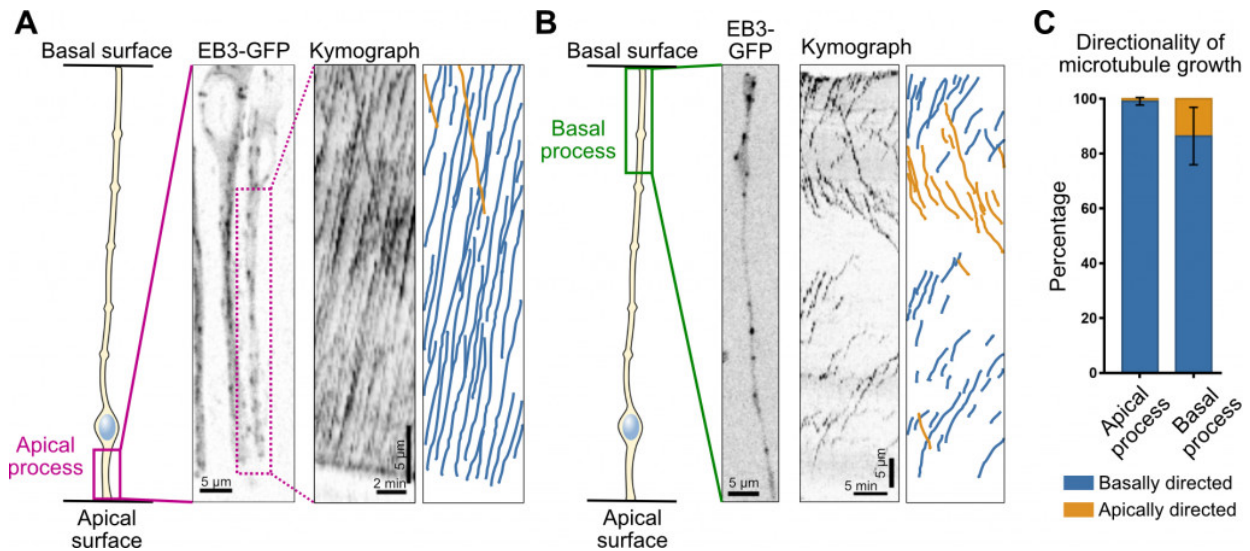 A
Basal surface
EB3-GFP
Kymograph
Apical
process
Apical
surface
5 µm
2 min
5 µm
B
Basal surface
EB3-
GFP
Kymograph
Basal
process
Apical
surface
5 µm
5 min
5 µm
C
Directionality of
microtubule growth
Percentage
100
80
60
40
20
0
Apical
process
Basal
process
Basally directed
Apically directed